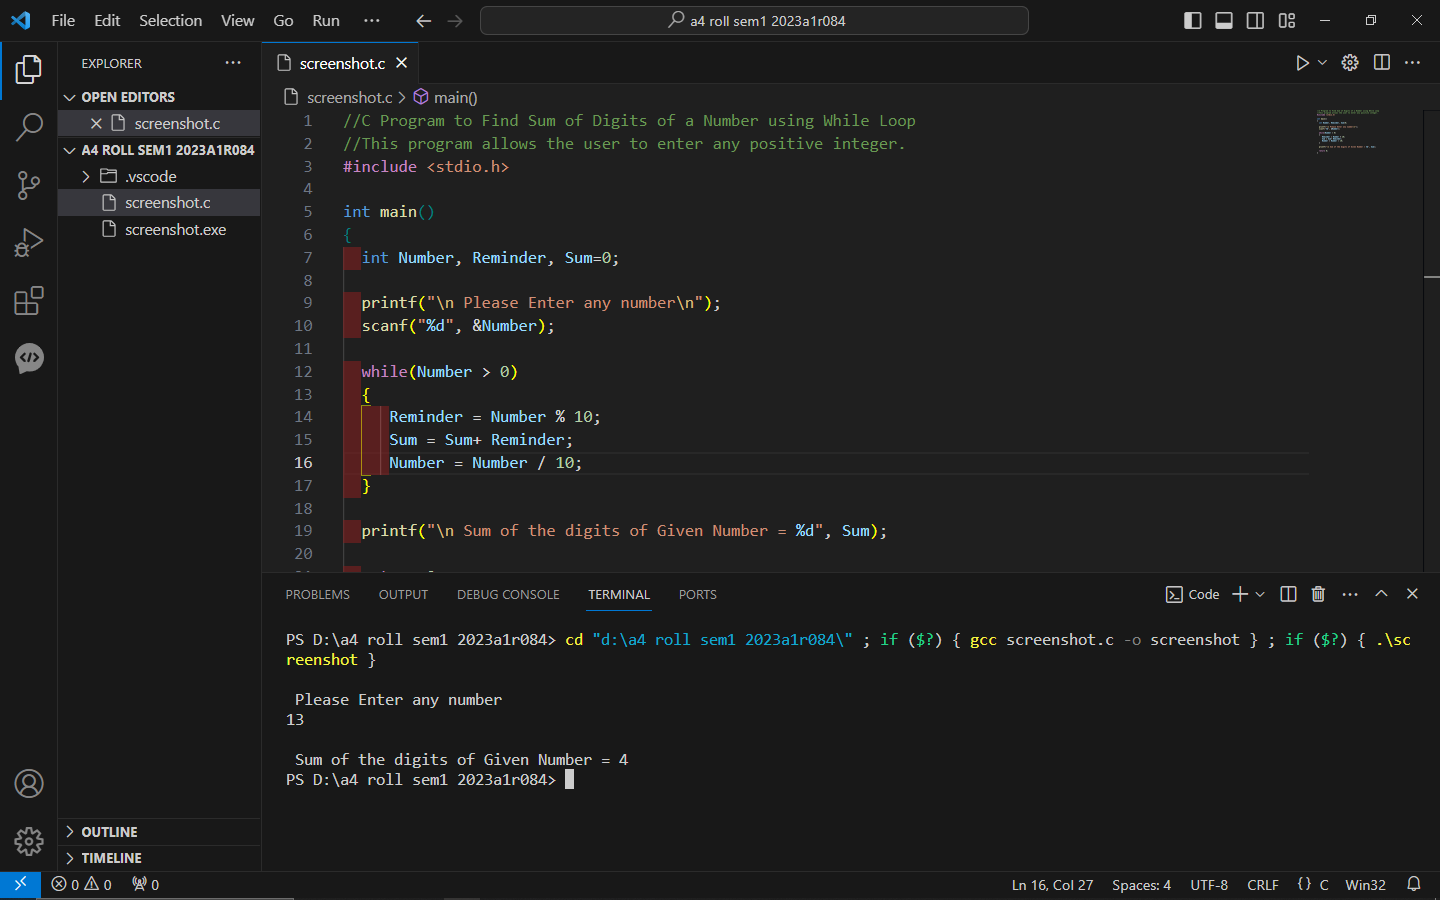 File Edit Selection View Go Run ··· a4 roll sem1 2023a1r084
EXPLORER ···
OPEN EDITORS
screenshot.c
A4 ROLL SEM1 2023A1R084
.vscode
screenshot.c
screenshot.exe
OUTLINE
TIMELINE
screenshot.c
screenshot.c > main()
1 //C Program to Find Sum of Digits of a Number using While Loop
2 //This program allows the user to enter any positive integer.
3 #include <stdio.h>
4
5 int main()
6 {
7 int Number, Reminder, Sum=0;
8
9 printf("\n Please Enter any number\n");
10 scanf("%d", &Number);
11
12 while(Number > 0)
13 {
14 Reminder = Number % 10;
15 Sum = Sum+ Reminder;
16 Number = Number / 10;
17 }
18
19 printf("\n Sum of the digits of Given Number = %d", Sum);
20
PROBLEMS OUTPUT DEBUG CONSOLE TERMINAL PORTS Code
PS D:\a4 roll sem1 2023a1r084> cd "d:\a4 roll sem1 2023a1r084\" ; if ($?) { gcc screenshot.c -o screenshot } ; if ($?) { .\sc
reenshot }
Please Enter any number
13
Sum of the digits of Given Number = 4
PS D:\a4 roll sem1 2023a1r084>
0 0 0 Ln 16, Col 27 Spaces: 4 UTF-8 CRLF {} C Win32